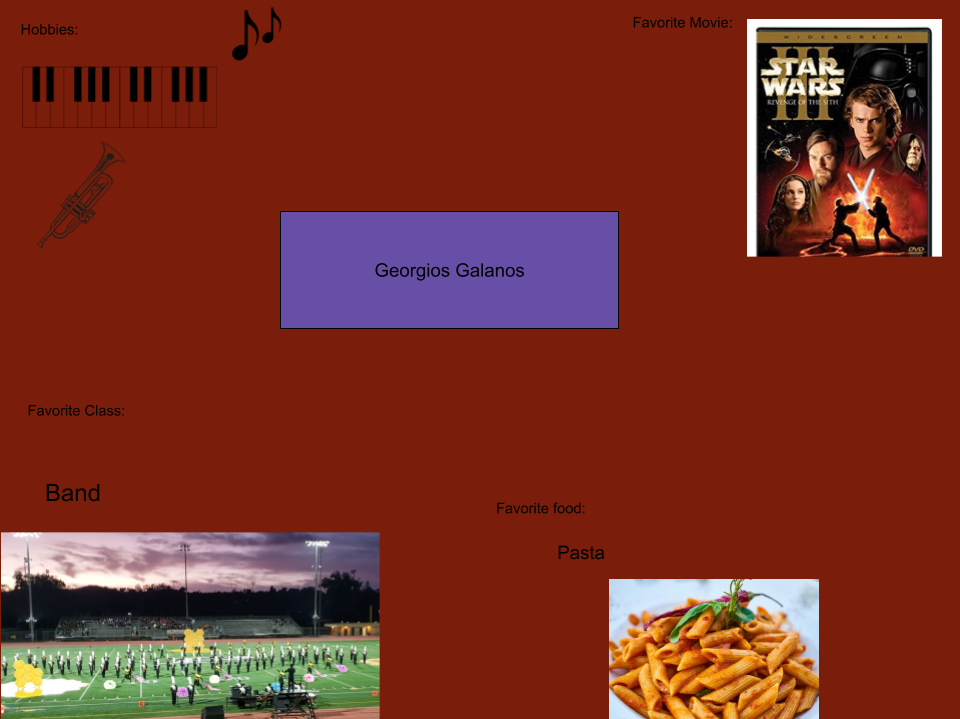 Hobbies:
Favorite Movie:
WIDESCREEN
III
STAR
WARS
REVENGE OF THE SITH
DVD
Georgios Galanos
Favorite Class:
Band
Favorite food:
Pasta